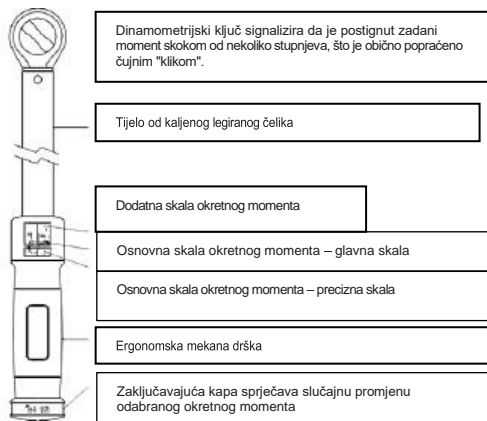 Dinamometrijski ključ signalizira da je postignut zadani
moment skokom od nekoliko stupnjeva, što je obično popraćeno
čujnim "klikom".
Tijelo od kaljenog legiranog čelika
Dodatna skala okretnog momenta
Osnovna skala okretnog momenta – glavna skala
Osnovna skala okretnog momenta – precizna skala
Ergonomska mekana drška
Zaključavajuća kapa sprječava slučajnu promjenu
odabranog okretnog momenta